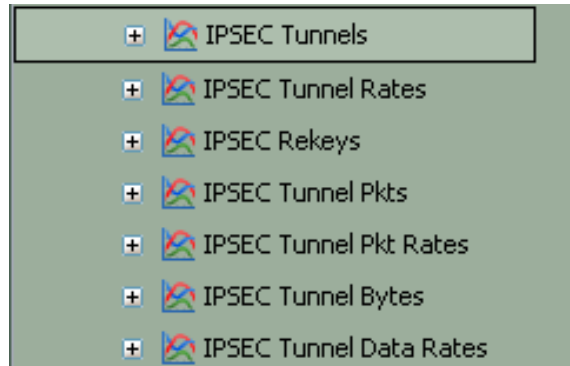 IPSEC Tunnels
IPSEC Tunnel Rates
IPSEC Rekeys
IPSEC Tunnel Pkts
IPSEC Tunnel Pkt Rates
IPSEC Tunnel Bytes
IPSEC Tunnel Data Rates